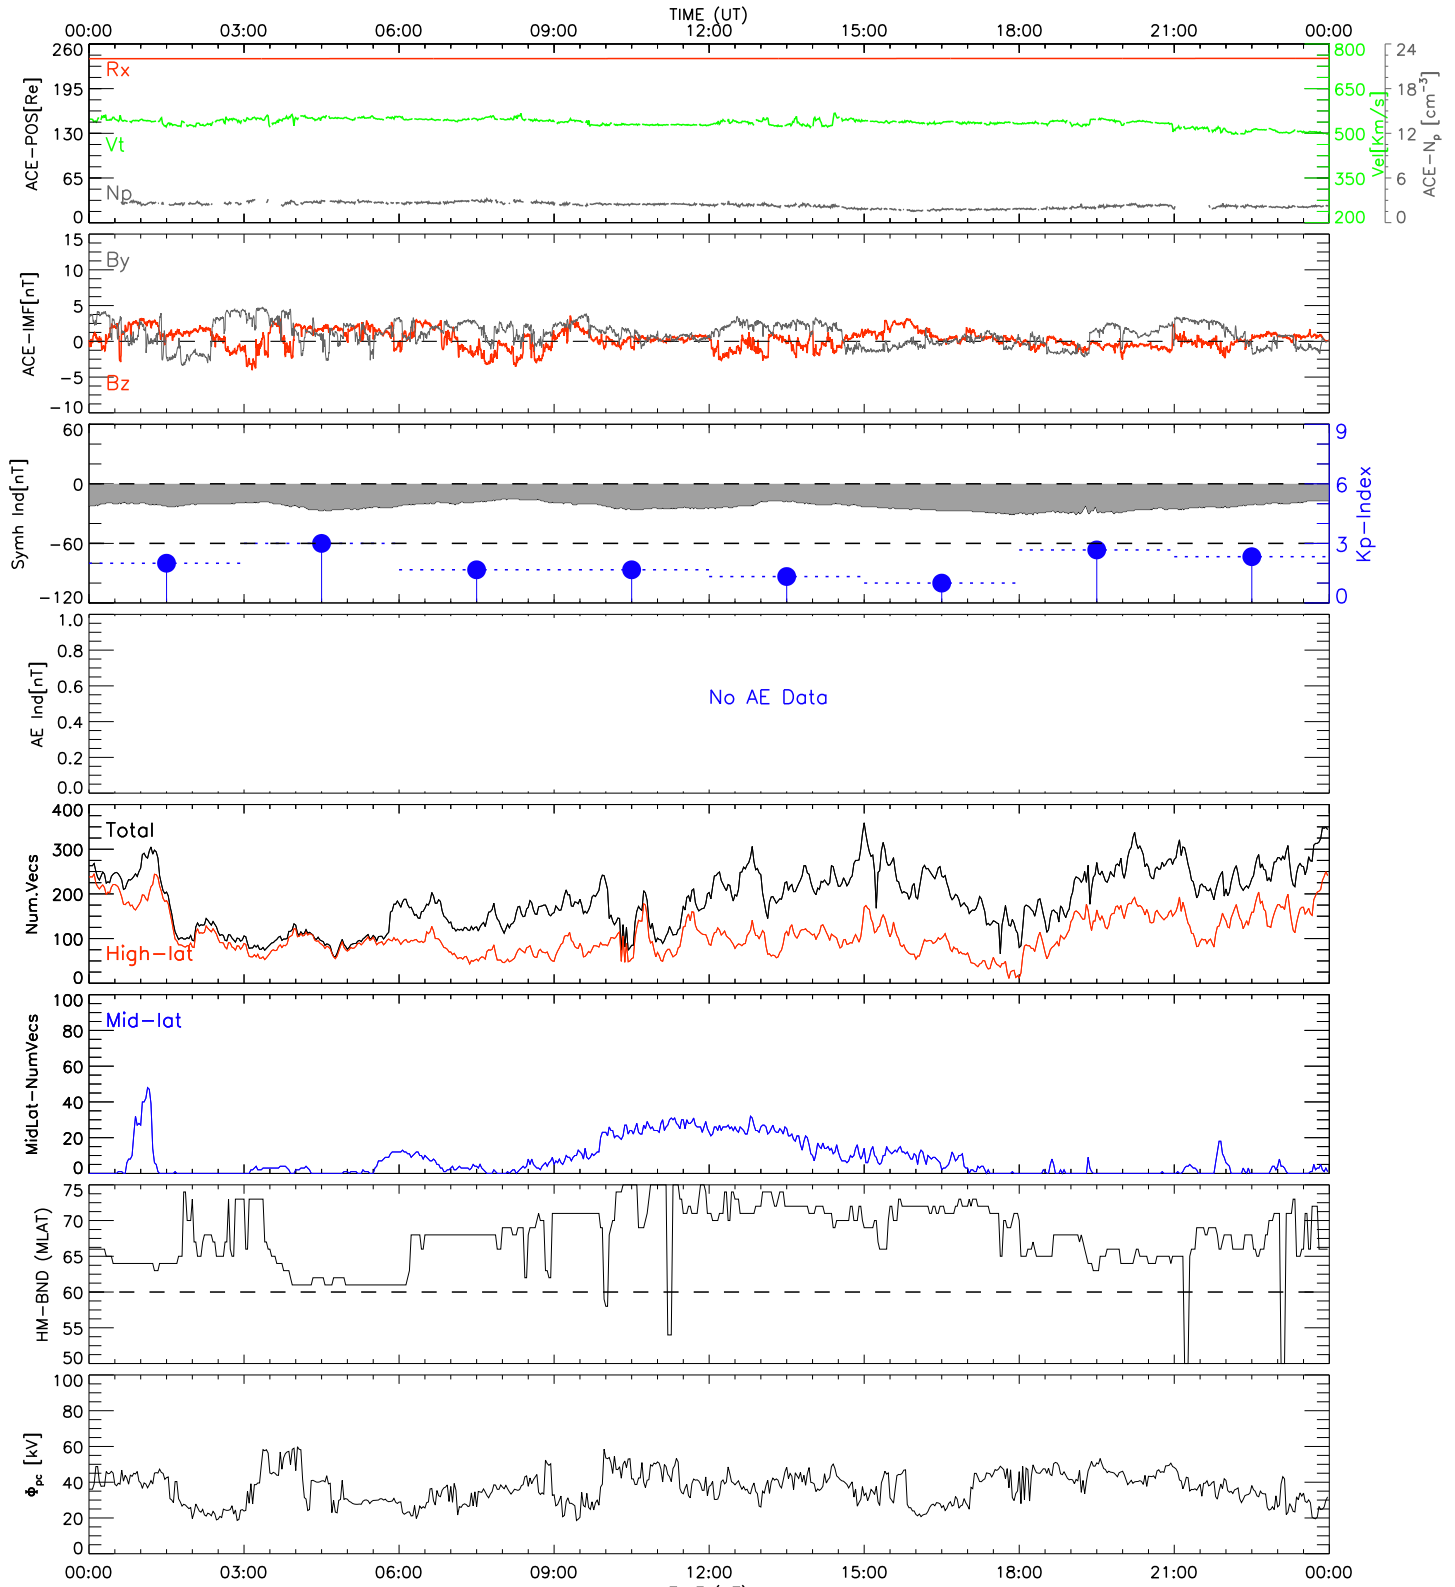 TIME (UT)
00:00 03:00 06:00 09:00 12:00 15:00 18:00 21:00 00:00
ACE-POS[Re]
260
195
130
65
0
Rx
Vt
Np
800
650
500
350
200
Vel[Km/s]
24
18
12
6
0
ACE-Np [cm-3]
ACE-IMF[nT]
15
10
5
0
-5
-10
By
Bz
Symh Ind[nT]
60
0
-60
-120
9
6
3
0
Kp-Index
AE Ind[nT]
1.0
0.8
0.6
0.4
0.2
0.0
No AE Data
Num.Vecs
400
300
200
100
0
Total
High-lat
MidLat-NumVecs
100
80
60
40
20
0
Mid-lat
HM-BND (MLAT)
75
70
65
60
55
50
Φpc [kV]
100
80
60
40
20
0
00:00 03:00 06:00 09:00 12:00 15:00 18:00 21:00 00:00